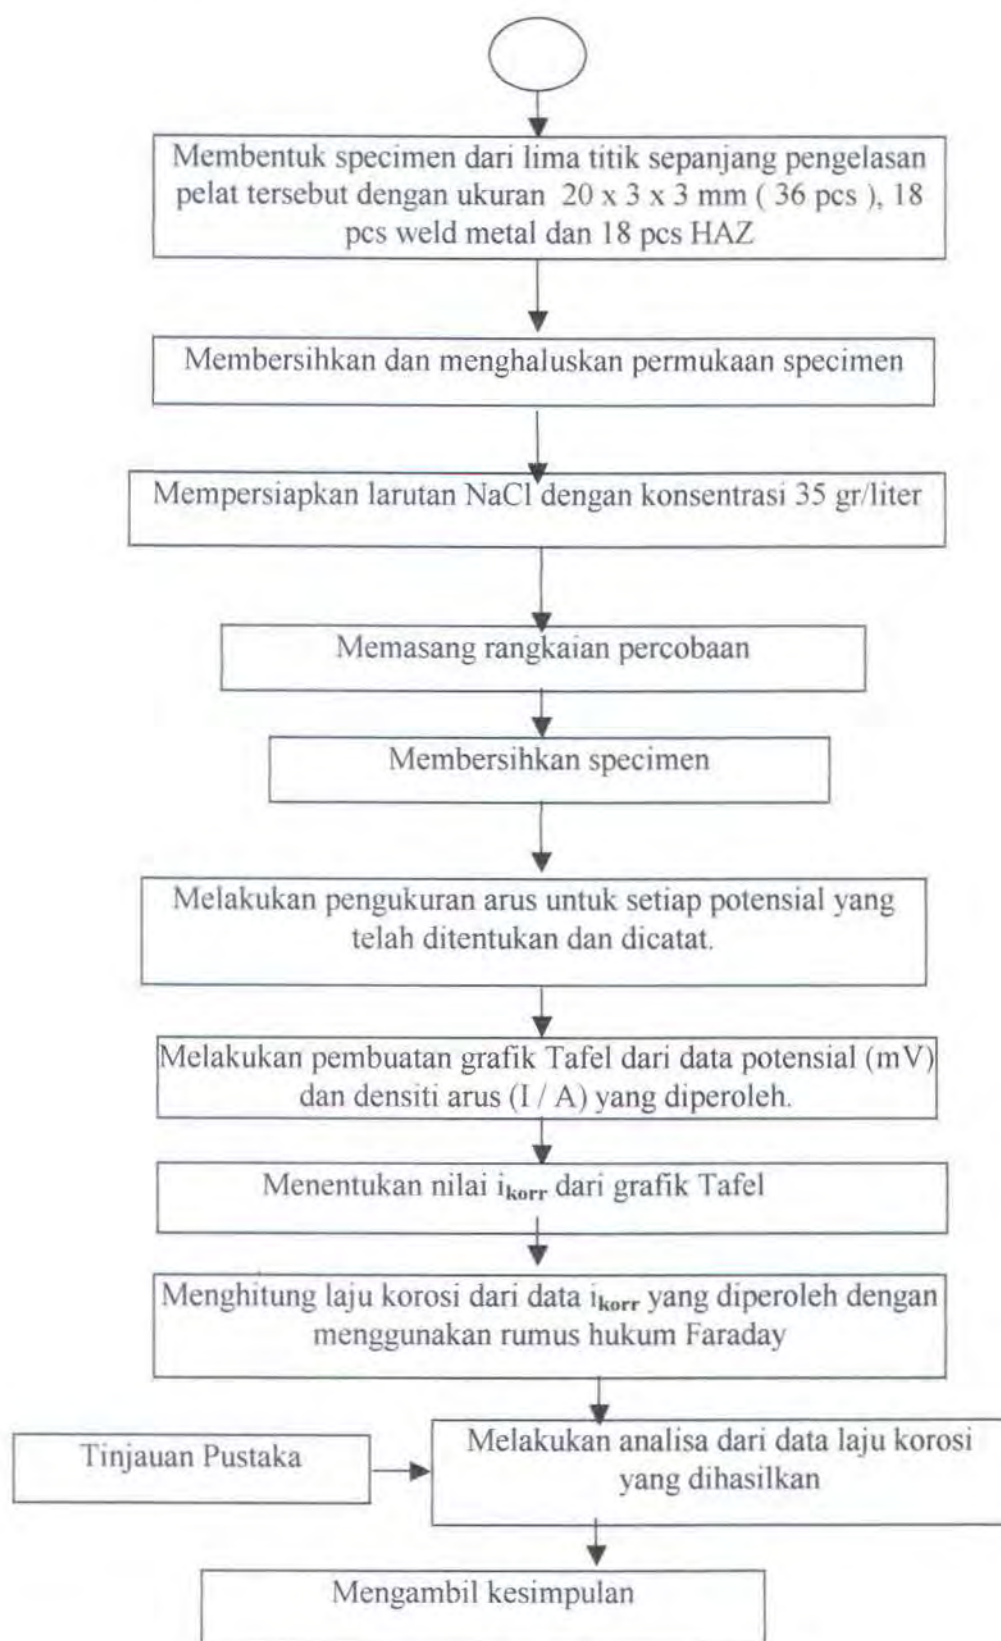 Membentuk specimen dari lima titik sepanjang pengelasan
pelat tersebut dengan ukuran 20 x 3 x 3 mm ( 36 pcs ), 18
pcs weld metal dan 18 pcs HAZ
Membersihkan dan menghaluskan permukaan specimen
Mempersiapkan larutan NaCl dengan konsentrasi 35 gr/liter
Memasang rangkaian percobaan
Membersihkan specimen
Melakukan pengukuran arus untuk setiap potensial yang
telah ditentukan dan dicatat.
Melakukan pembuatan grafik Tafel dari data potensial (mV)
dan densiti arus (I / A) yang diperoleh.
Menentukan nilai ikorr dari grafik Tafel
Menghitung laju korosi dari data ikorr yang diperoleh dengan
menggunakan rumus hukum Faraday
Tinjauan Pustaka
Melakukan analisa dari data laju korosi
yang dihasilkan
Mengambil kesimpulan